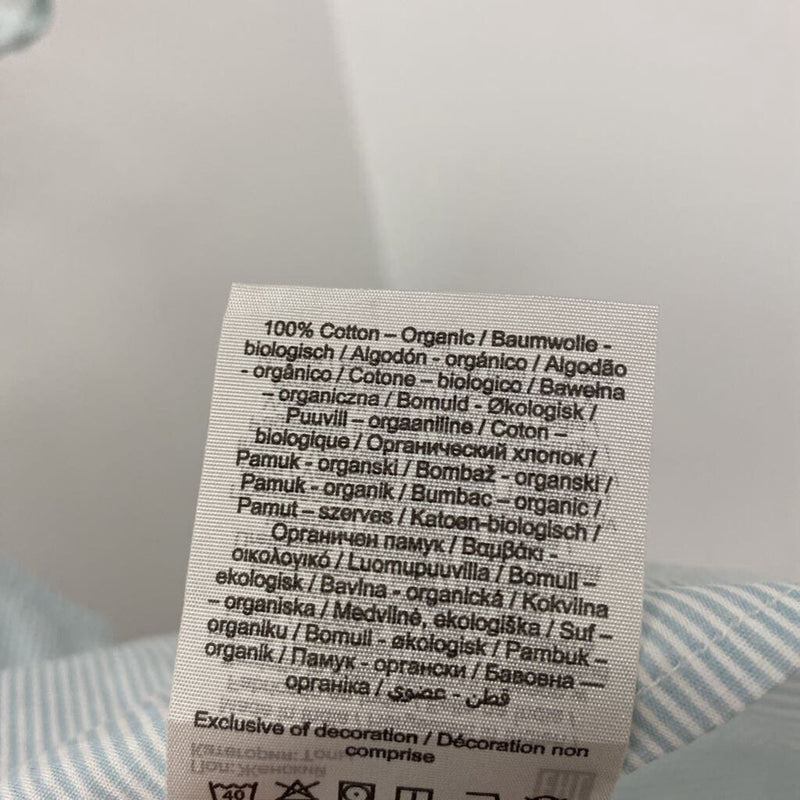 100% Cotton – Organic / Baumwolle -
biologisch / Algodón - orgánico / Algodão
- orgânico / Cotone – biologico / Bawełna
– organiczna / Bomuld - Økologisk /
Puuvill – orgaaniline / Coton –
biologique / Органический хлопок /
Pamuk - organski / Bombaž - organski /
Pamuk - organik / Bumbac – organic /
Pamut – szerves / Katoen-biologisch /
Органичен памук / Βαμβάκι -
οικολογικό / Luomupuuvilla / Bomull –
ekologisk / Bavlna - organická / Kokvilna
– organiska / Medvilnė, ekologiška / Suf –
organiku / Bomull - økologisk / Pambuk –
organik / Памук - органски / Бавовна —
органіка / قطن - عضوي
Exclusive of decoration / Décoration non
comprise
40